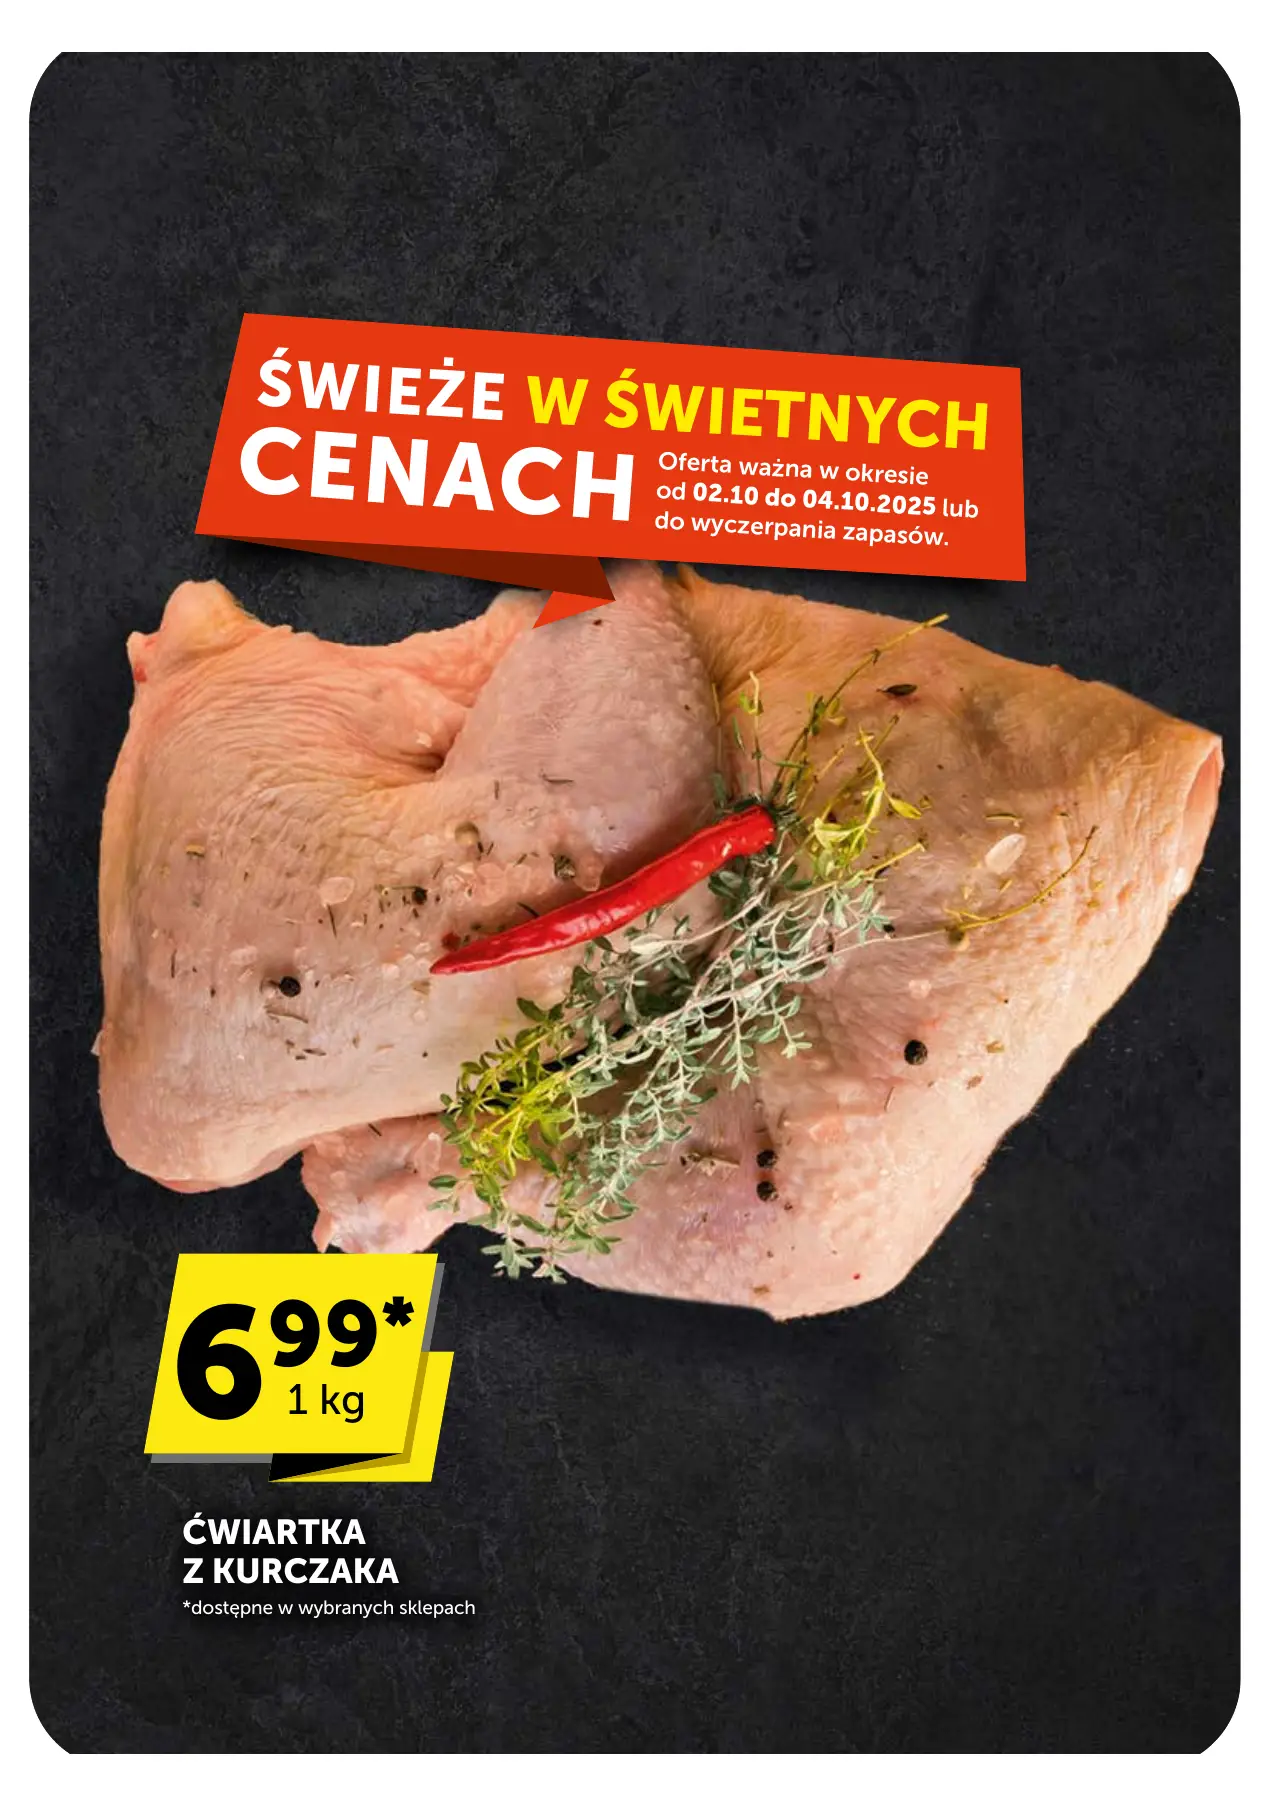 ŚWIEŻE W ŚWIETNYCH
CENACH
Oferta ważna w okresie
od 02.10 do 04.10.2025 lub
do wyczerpania zapasów.
6 99*
1 kg
ĆWIARTKA
Z KURCZAKA
*dostępne w wybranych sklepach